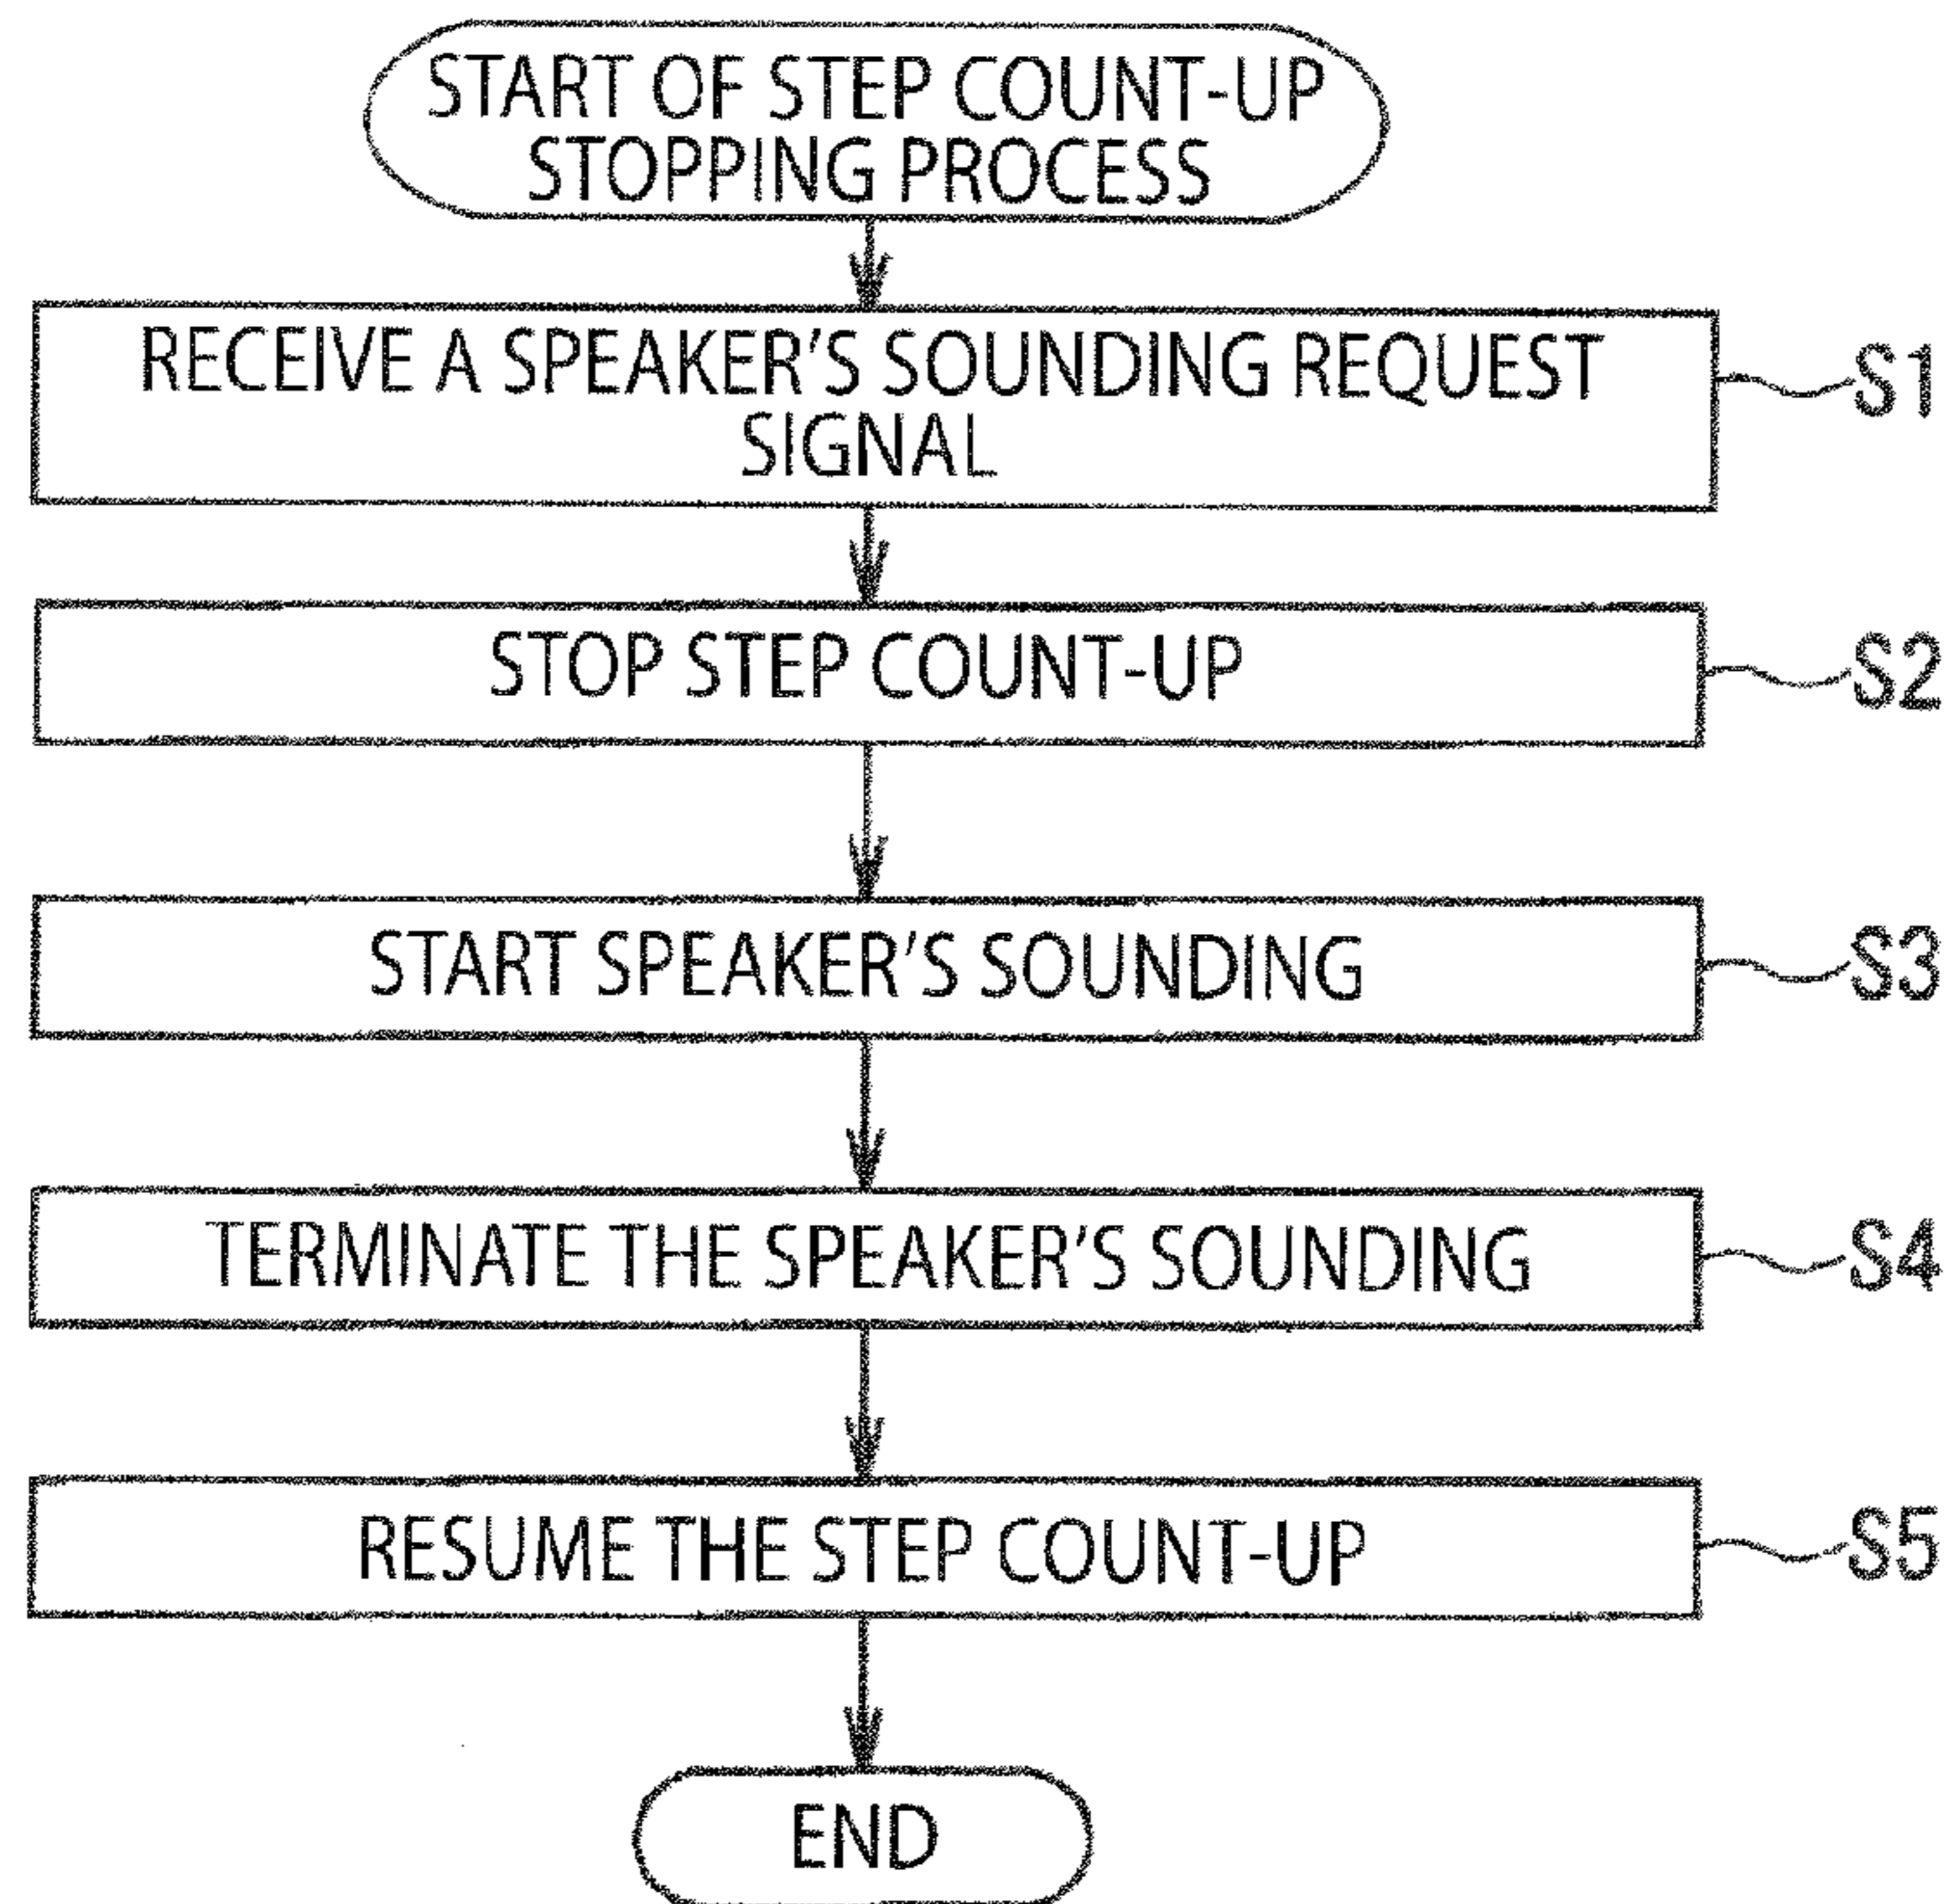 START OF STEP COUNT-UP
STOPPING PROCESS
RECEIVE A SPEAKER'S SOUNDING REQUEST
SIGNAL
S1
STOP STEP COUNT-UP
S2
START SPEAKER'S SOUNDING
S3
TERMINATE THE SPEAKER'S SOUNDING
S4
RESUME THE STEP COUNT-UP
S5
END